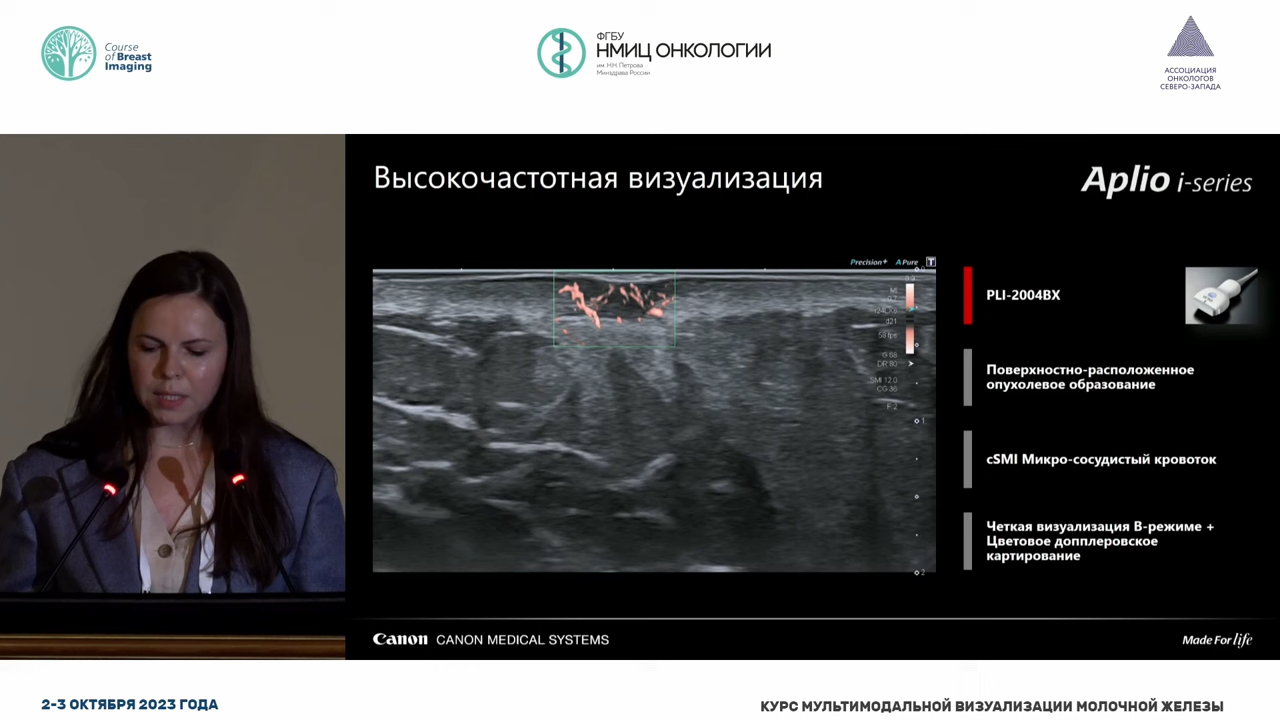 Course
of Breast
Imaging
ФГБУ
НМИЦ ОНКОЛОГИИ
им. Н.Н. Петрова
Минздрава России
АССОЦИАЦИЯ
ОНКОЛОГОВ
СЕВЕРО-ЗАПАДА
Высокочастотная визуализация
Aplio i-series
Precision+ A Pure T
PLI-2004BX
Поверхностно-расположенное
опухолевое образование
cSMI Микро-сосудистый кровоток
Четкая визуализация В-режиме +
Цветовое допплеровское
картирование
Canon CANON MEDICAL SYSTEMS
Made For life
2-3 ОКТЯБРЯ 2023 ГОДА
КУРС МУЛЬТИМОДАЛЬНОЙ ВИЗУАЛИЗАЦИИ МОЛОЧНОЙ ЖЕЛЕЗЫ